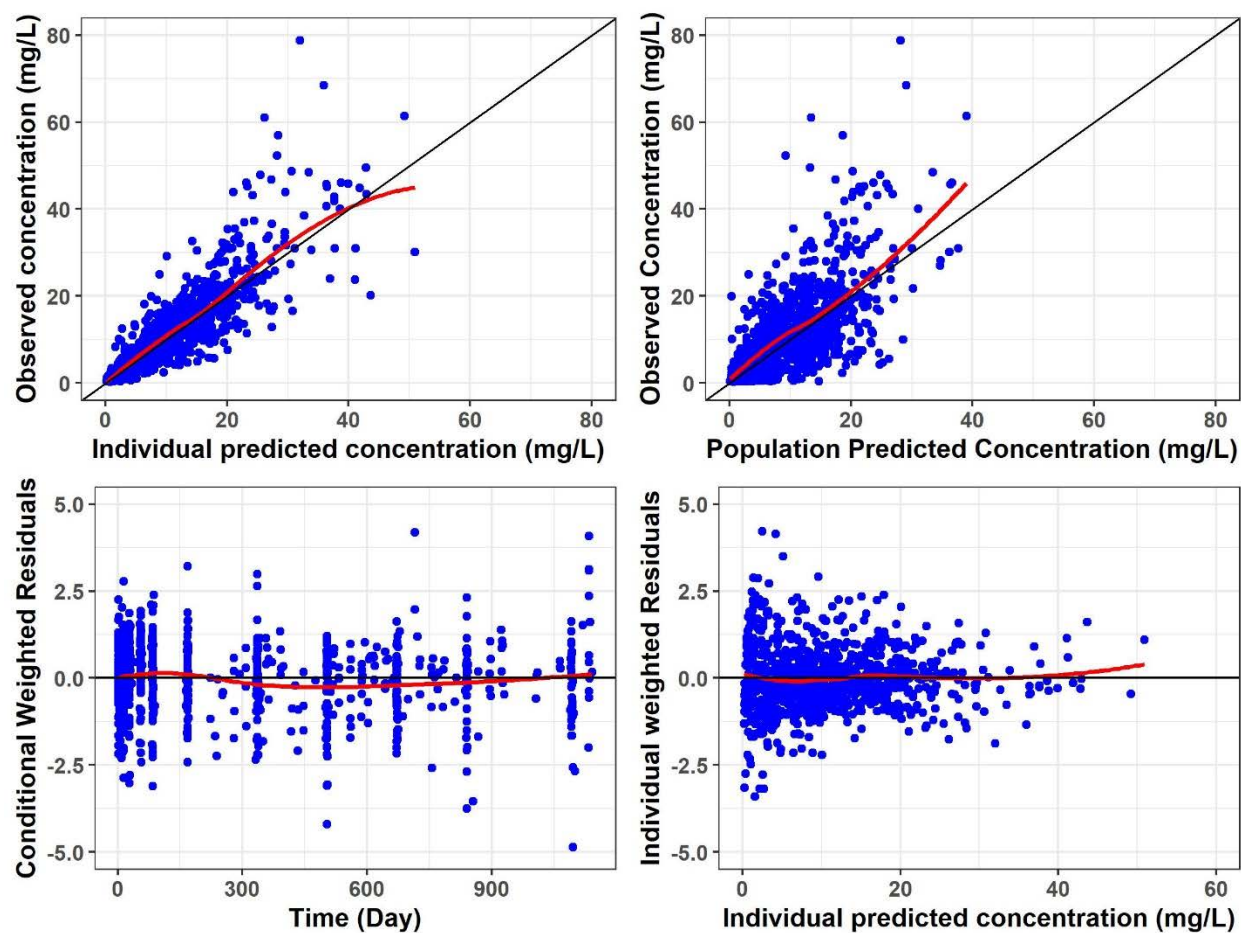 Observed concentration (mg/L)
80
60
40
20
0
0 20 40 60 80
Individual predicted concentration (mg/L)
Observed Concentration (mg/L)
80
60
40
20
0
0 20 40 60 80
Population Predicted Concentration (mg/L)
Conditional Weighted Residuals
5.0
2.5
0.0
-2.5
-5.0
0 300 600 900
Time (Day)
Individual weighted Residuals
5.0
2.5
0.0
-2.5
-5.0
0 20 40 60
Individual predicted concentration (mg/L)